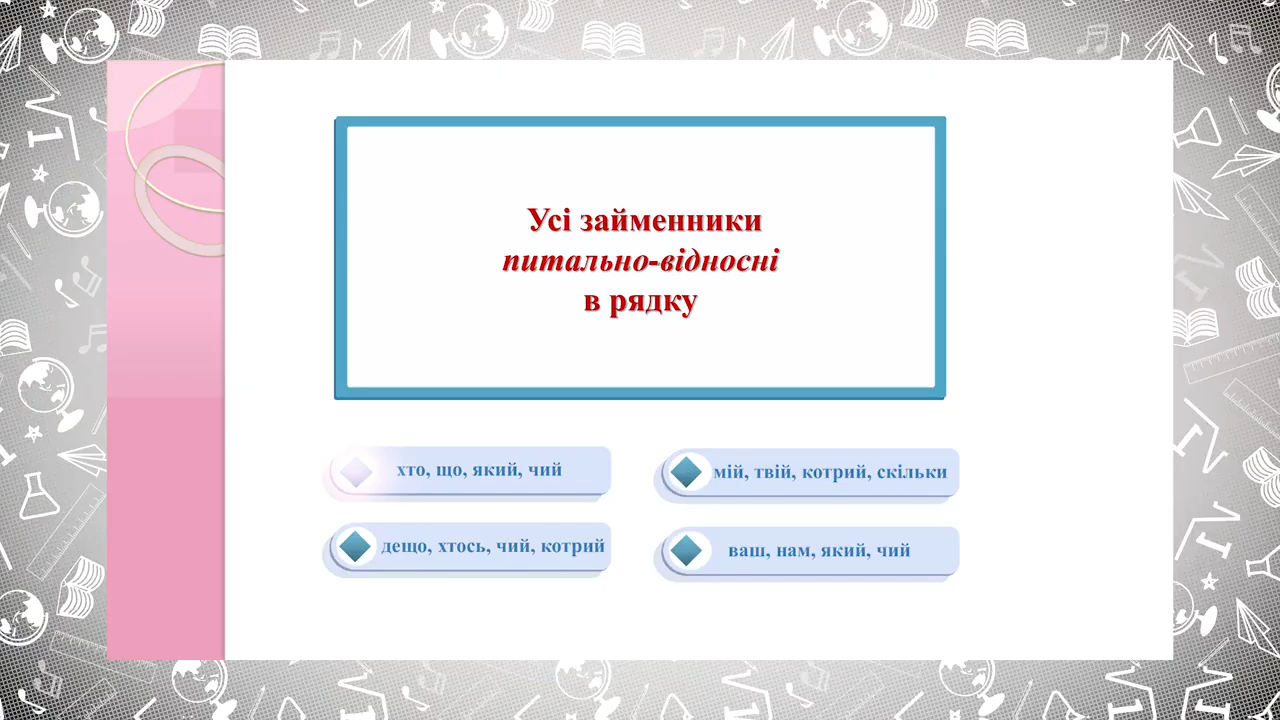 Усі займенники
питально-відносні
в рядку
хто, що, який, чий
мій, твій, котрий, скільки
дещо, хтось, чий, котрий
ваш, нам, який, чий